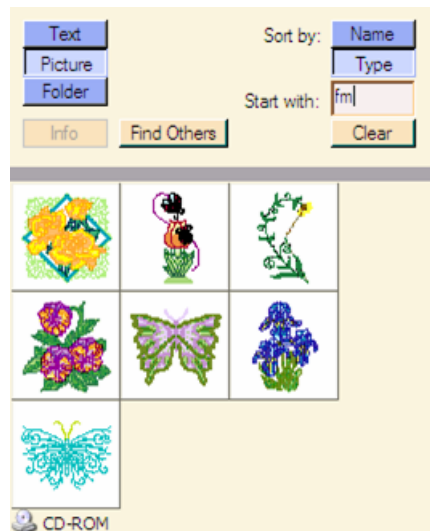 Text
Sort by:
Name
Picture
Type
Folder
Start with:
fm
Info
Find Others
Clear
CD-ROM